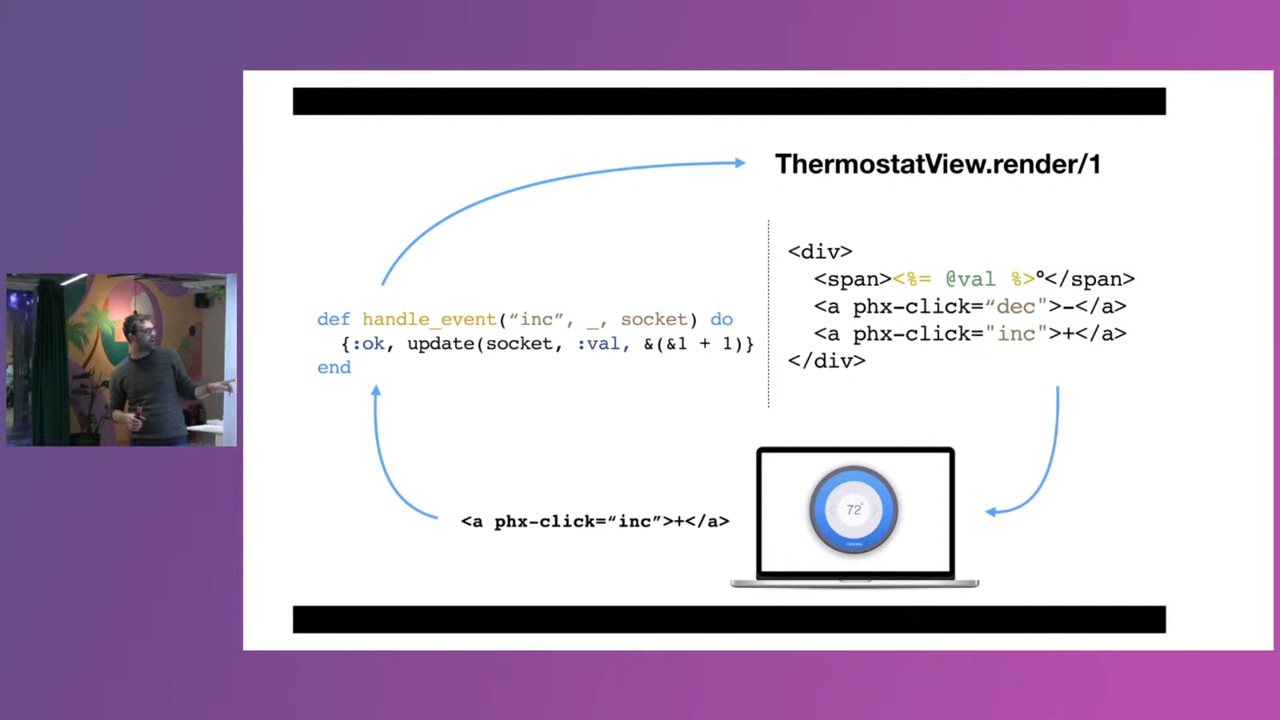 ThermostatView.render/1
<div>
<span><%= @val %>°</span>
<a phx-click=“dec">-</a>
<a phx-click="inc">+</a>
</div>
def handle_event(“inc”, _, socket) do
{:ok, update(socket, :val, &(&1 + 1)}
end
<a phx-click=“inc”>+</a>
72°